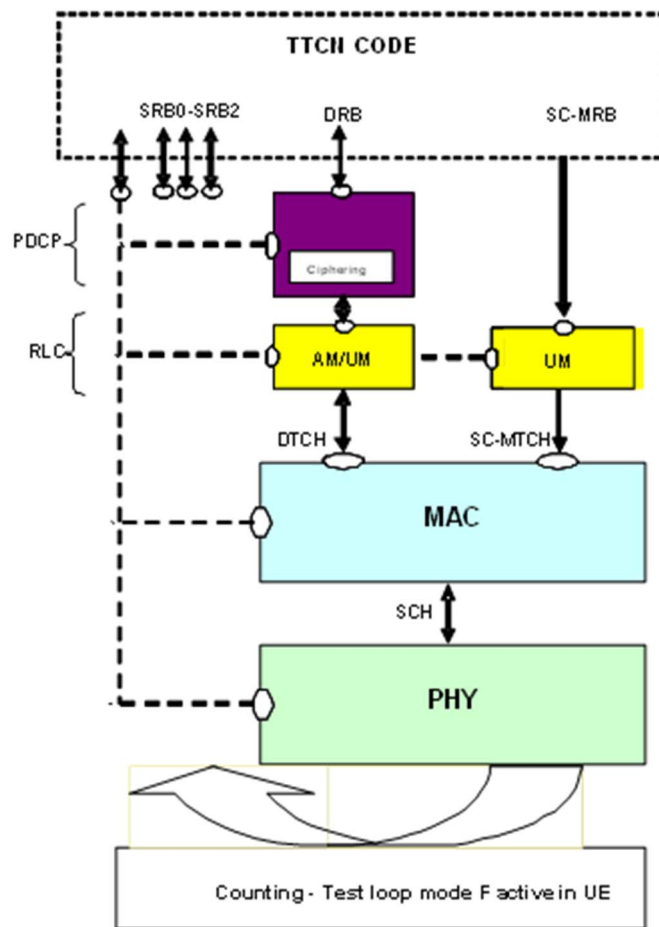 TTCN CODE
SRB0-SRB2
DRB
SC-MRB
PDCP
Ciphering
RLC
AM/UM
UM
DTCH
SC-MTCH
MAC
SCH
PHY
Counting - Test loop mode F active in UE